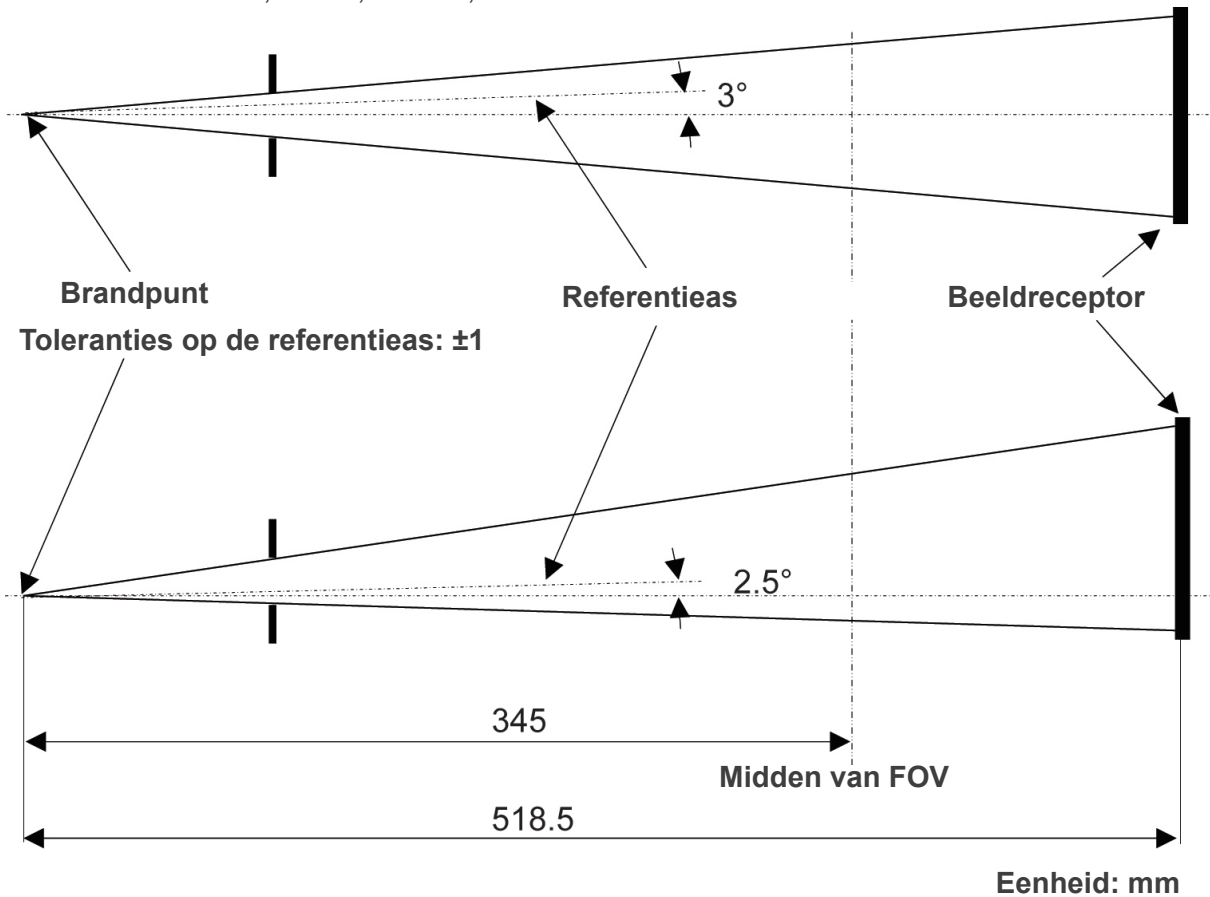 3°
Brandpunt
Referentieas
Beeldreceptor
Toleranties op de referentieas: ±1
2.5°
345
Midden van FOV
518.5
Eenheid: mm